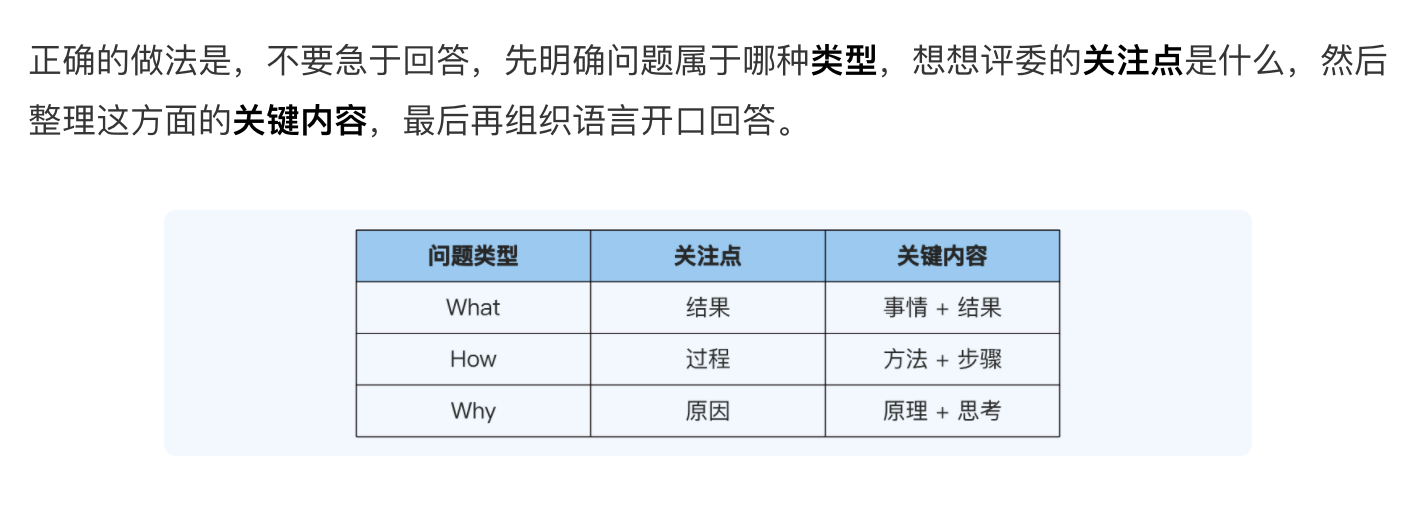 正确的做法是，不要急于回答，先明确问题属于哪种类型，想想评委的关注点是什么，然后
整理这方面的关键内容，最后再组织语言开口回答。
问题类型 关注点 关键内容
What 结果 事情 + 结果
How 过程 方法 + 步骤
Why 原因 原理 + 思考